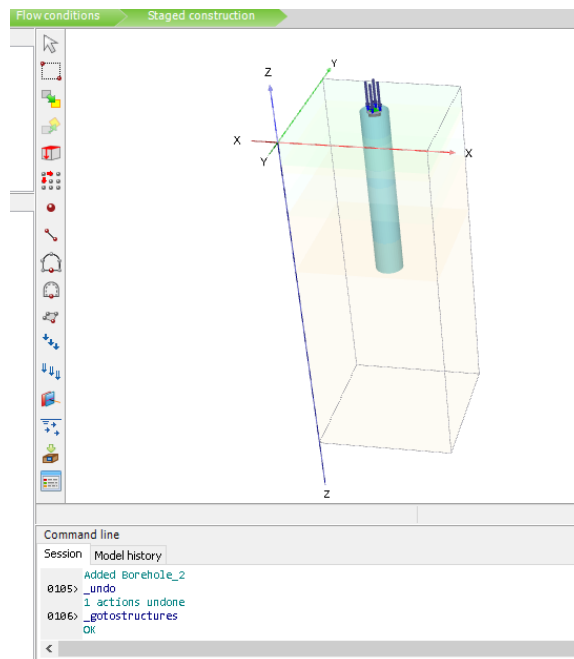 Flow conditions
Staged construction
Z
Y
X
Y
X
Z
Command line
Session
Model history
Added Borehole_2
0105> _undo
1 actions undone
0106> _gotostructures
OK